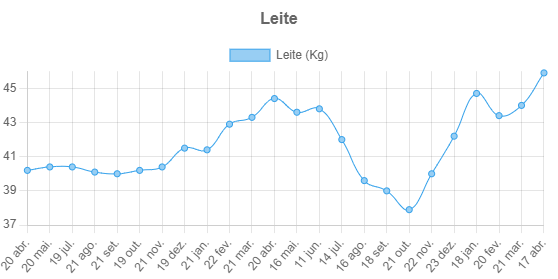 Leite
Leite (Kg)
45
43
41
39
37
20 abr.
20 mai.
19 jul.
21 ago.
21 set.
19 out.
21 nov.
19 dez.
21 jan.
22 fev.
21 mar.
20 abr.
16 mai.
11 jun.
14 jul.
16 ago.
18 set.
21 out.
22 nov.
23 dez.
18 jan.
20 fev.
21 mar.
17 abr.